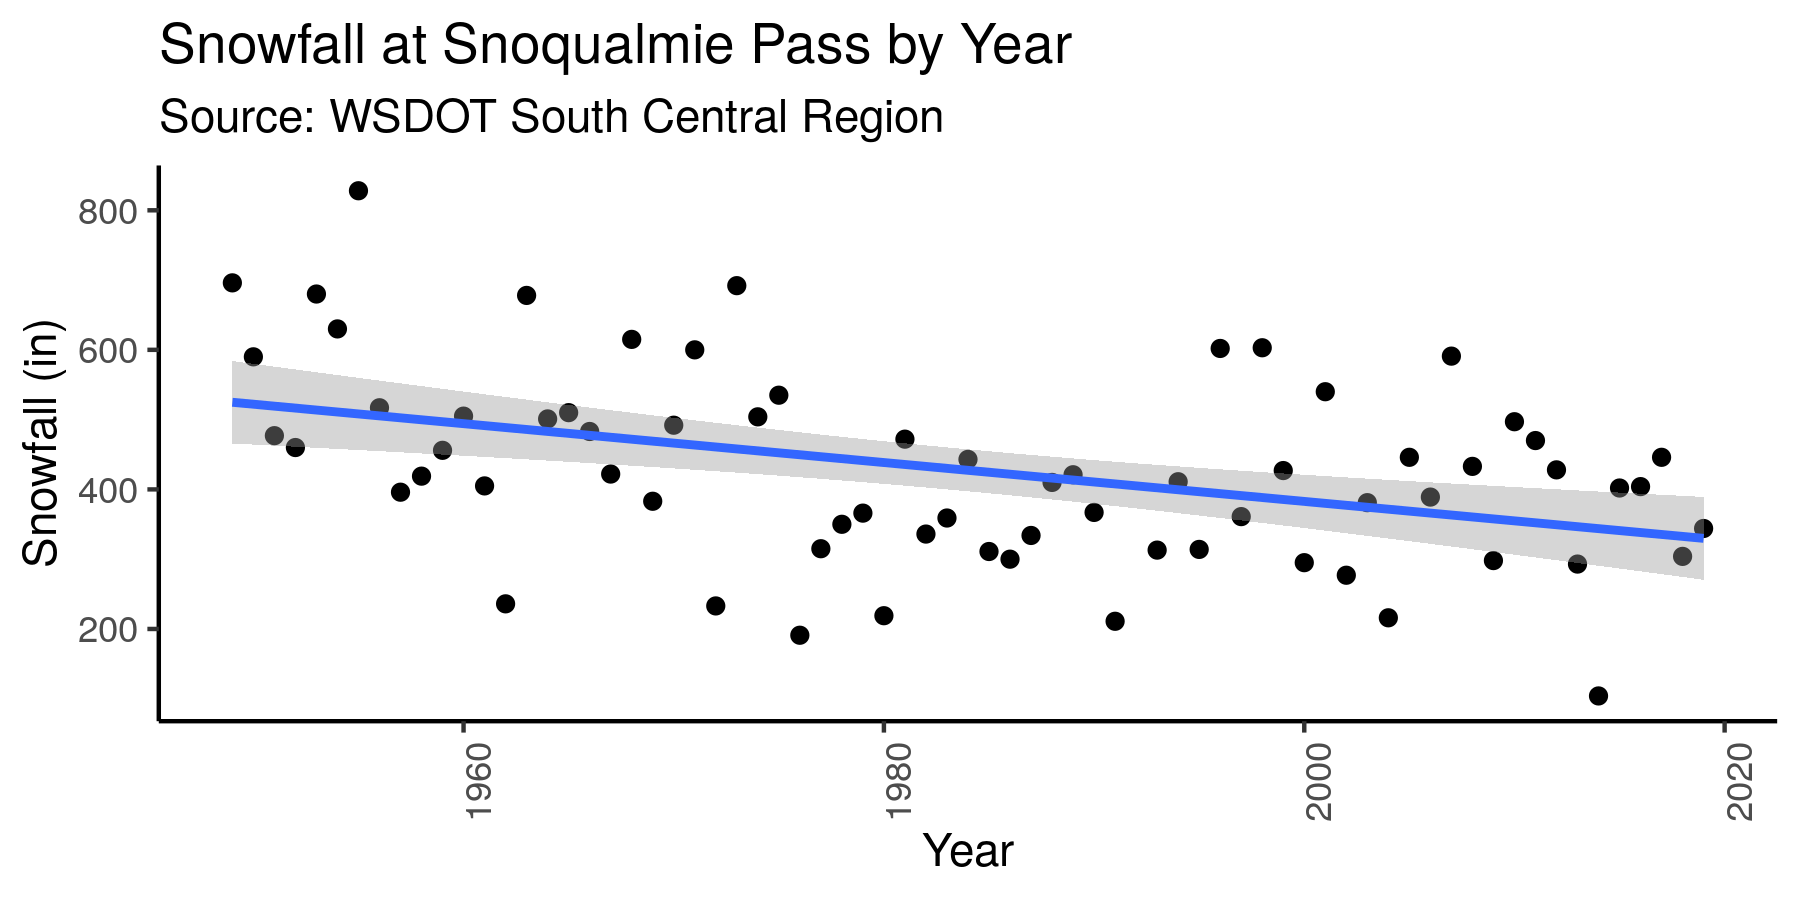 Snowfall at Snoqualmie Pass by Year
Source: WSDOT South Central Region
Snowfall (in)
800
600
400
200
1960
1980
2000
2020
Year